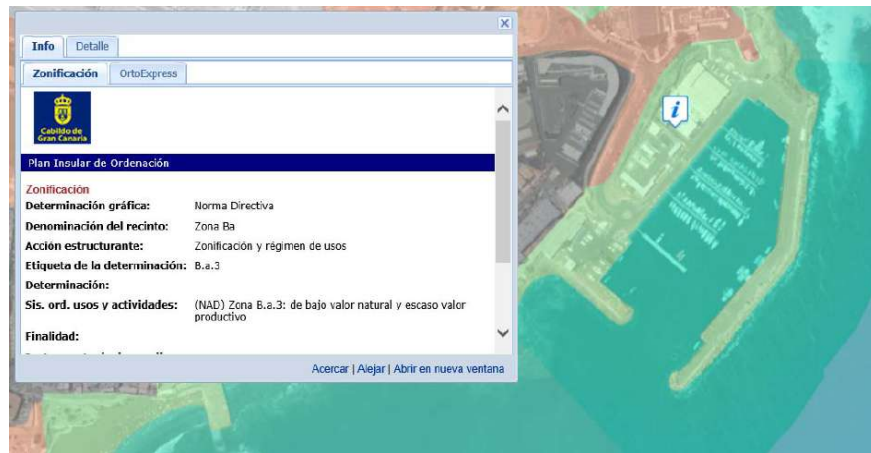 Info Detalle
Zonificación OrtoExpress
Cabildo de
Gran Canaria
Plan Insular de Ordenación
Zonificación
Determinación gráfica: Norma Directiva
Denominación del recinto: Zona Ba
Acción estructurante: Zonificación y régimen de usos
Etiqueta de la determinación: B.a.3
Determinación:
Sis. ord. usos y actividades: (NAD) Zona B.a.3: de bajo valor natural y escaso valor
productivo
Finalidad:
Acercar | Alejar | Abrir en nueva ventana
i